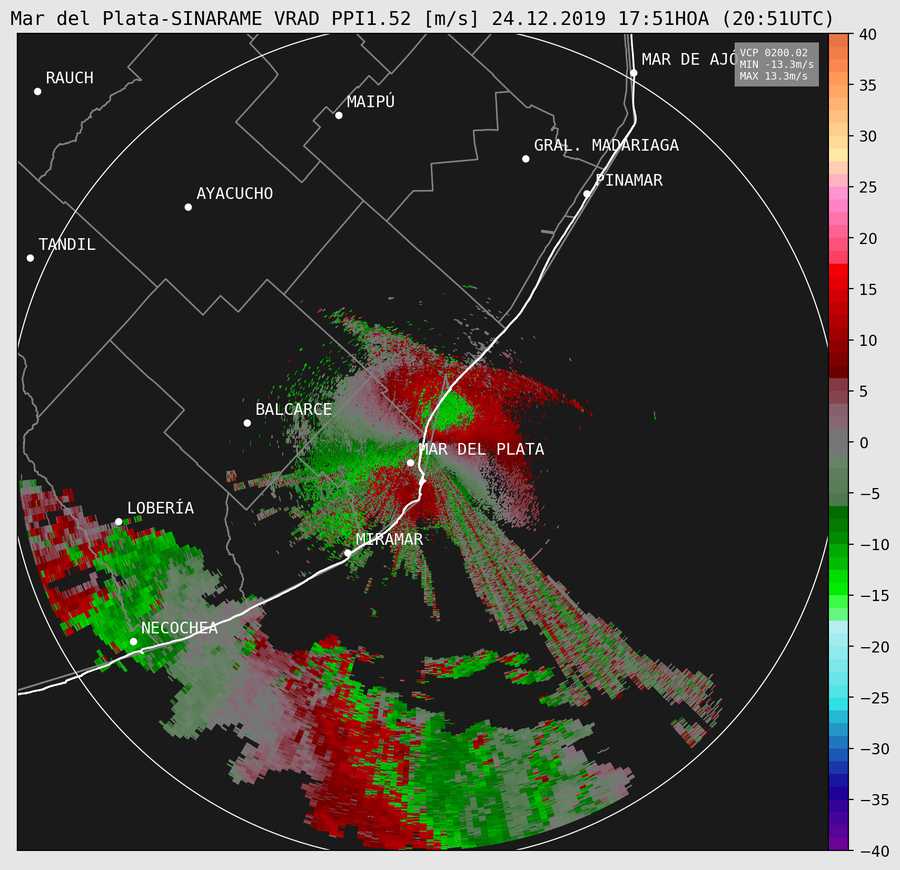 Mar del Plata-SINARAME VRAD PPI1.52 [m/s] 24.12.2019 17:51HOA (20:51UTC)
VCP 0200.02
MIN -13.3m/s
MAX 13.3m/s
MAR DE AJÓ
RAUCH
MAIPÚ
GRAL. MADARIAGA
PINAMAR
AYACUCHO
TANDIL
BALCARCE
MAR DEL PLATA
LOBERÍA
MIRAMAR
NECOCHEA
40
35
30
25
20
15
10
5
0
−5
−10
−15
−20
−25
−30
−35
−40